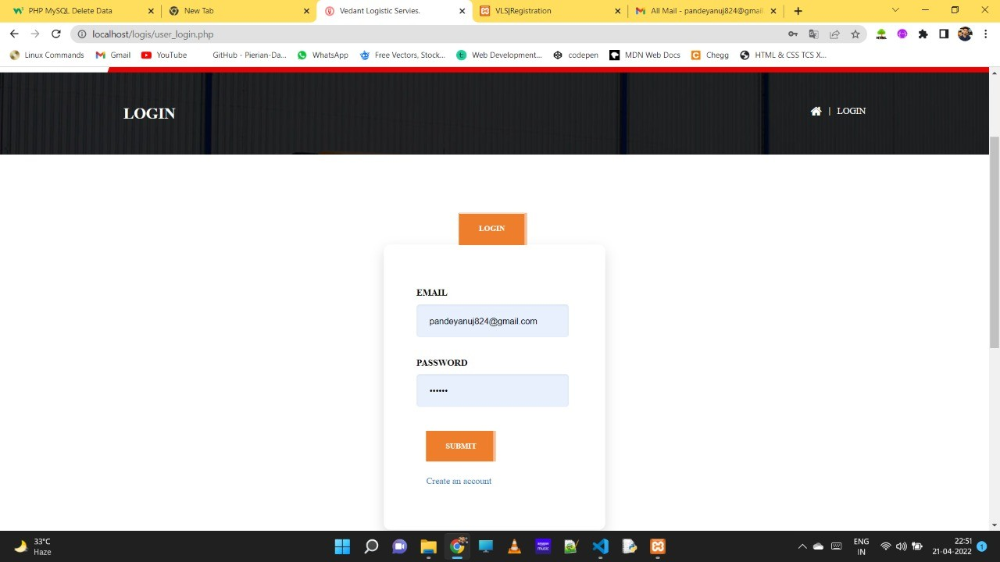 PHP MySQL Delete Data
New Tab
Vedant Logistic Servies.
VLS|Registration
All Mail - pandeyanuj824@gmail
localhost/logis/user_login.php
Linux Commands
Gmail
YouTube
GitHub - Pierian-Da...
WhatsApp
Free Vectors, Stock...
Web Development...
codepen
MDN Web Docs
Chegg
HTML & CSS TCS X...
LOGIN
| LOGIN
LOGIN
EMAIL
pandeyanuj824@gmail.com
PASSWORD
••••••
SUBMIT
Create an account
33°C
Haze
ENG
IN
22:51
21-04-2022
1